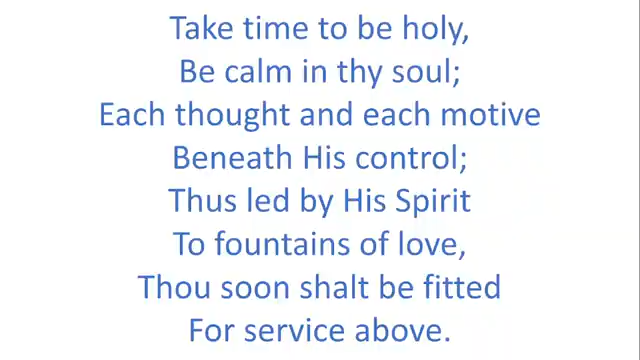 Take time to be holy,
Be calm in thy soul;
Each thought and each motive
Beneath His control;
Thus led by His Spirit
To fountains of love,
Thou soon shalt be fitted
For service above.